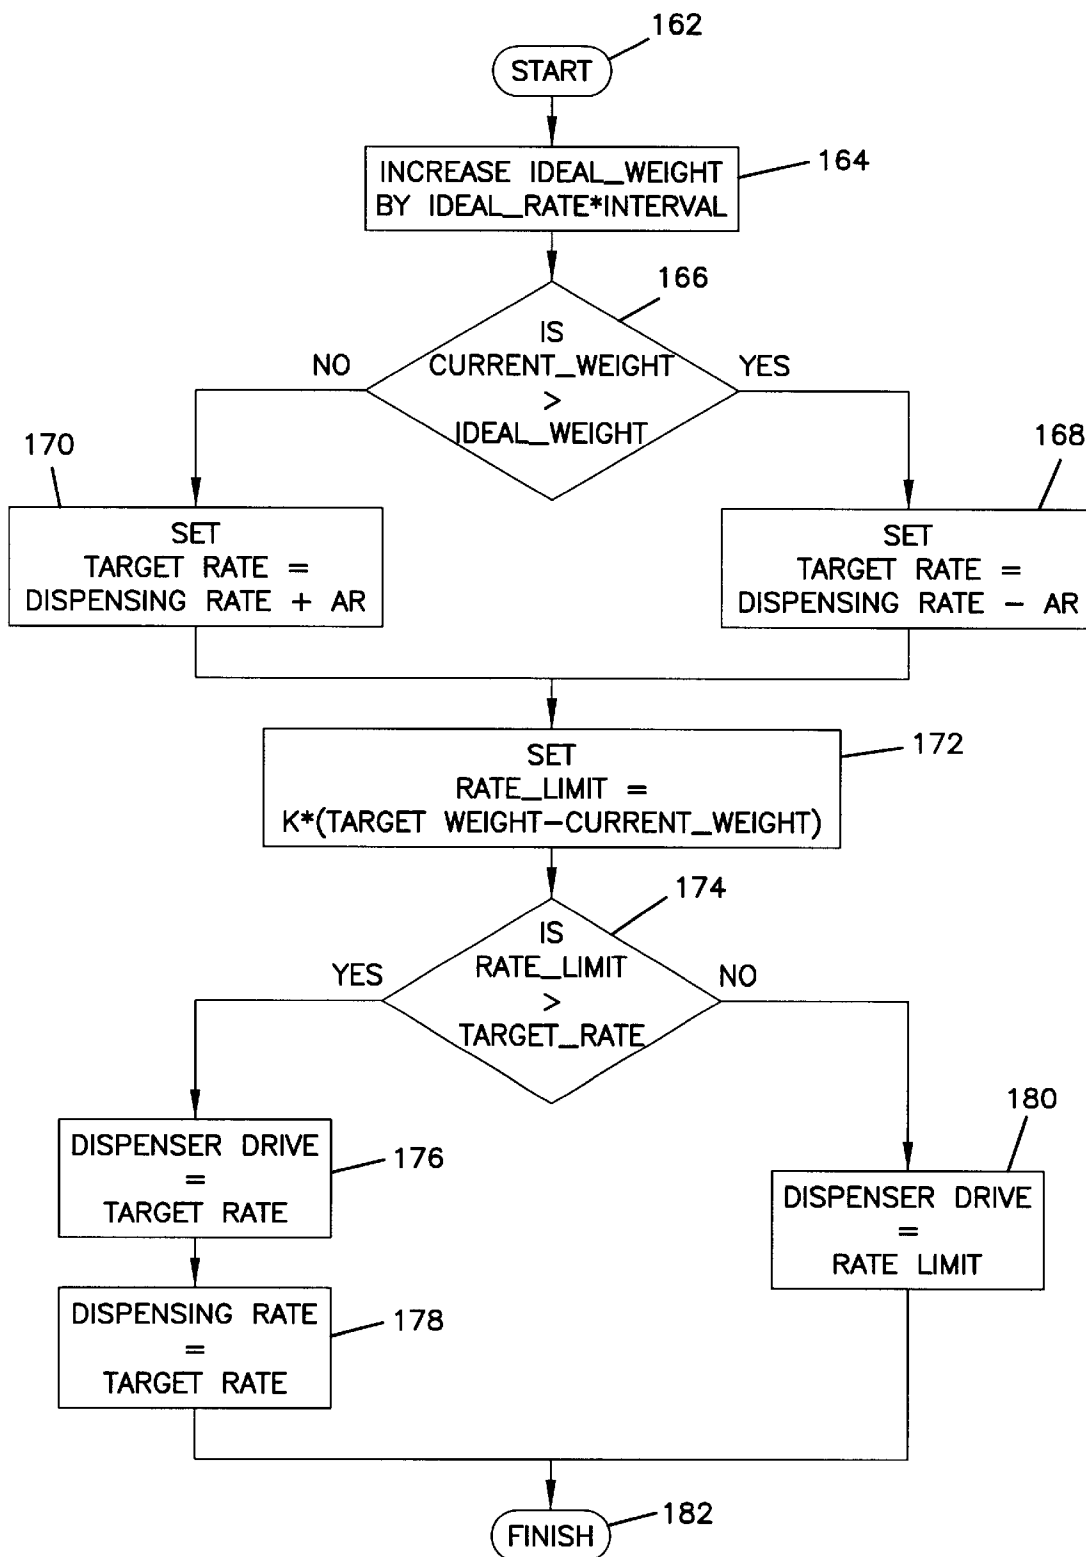 162
START
INCREASE IDEAL_WEIGHT
BY IDEAL_RATE*INTERVAL
164
166
IS
CURRENT_WEIGHT
>
IDEAL_WEIGHT
NO
YES
170
SET
TARGET RATE =
DISPENSING RATE + AR
168
SET
TARGET RATE =
DISPENSING RATE - AR
SET
RATE_LIMIT =
K*(TARGET WEIGHT-CURRENT_WEIGHT)
172
174
IS
RATE_LIMIT
>
TARGET_RATE
YES
NO
DISPENSER DRIVE
=
TARGET RATE
176
180
DISPENSER DRIVE
=
RATE LIMIT
DISPENSING RATE
=
TARGET RATE
178
FINISH
182